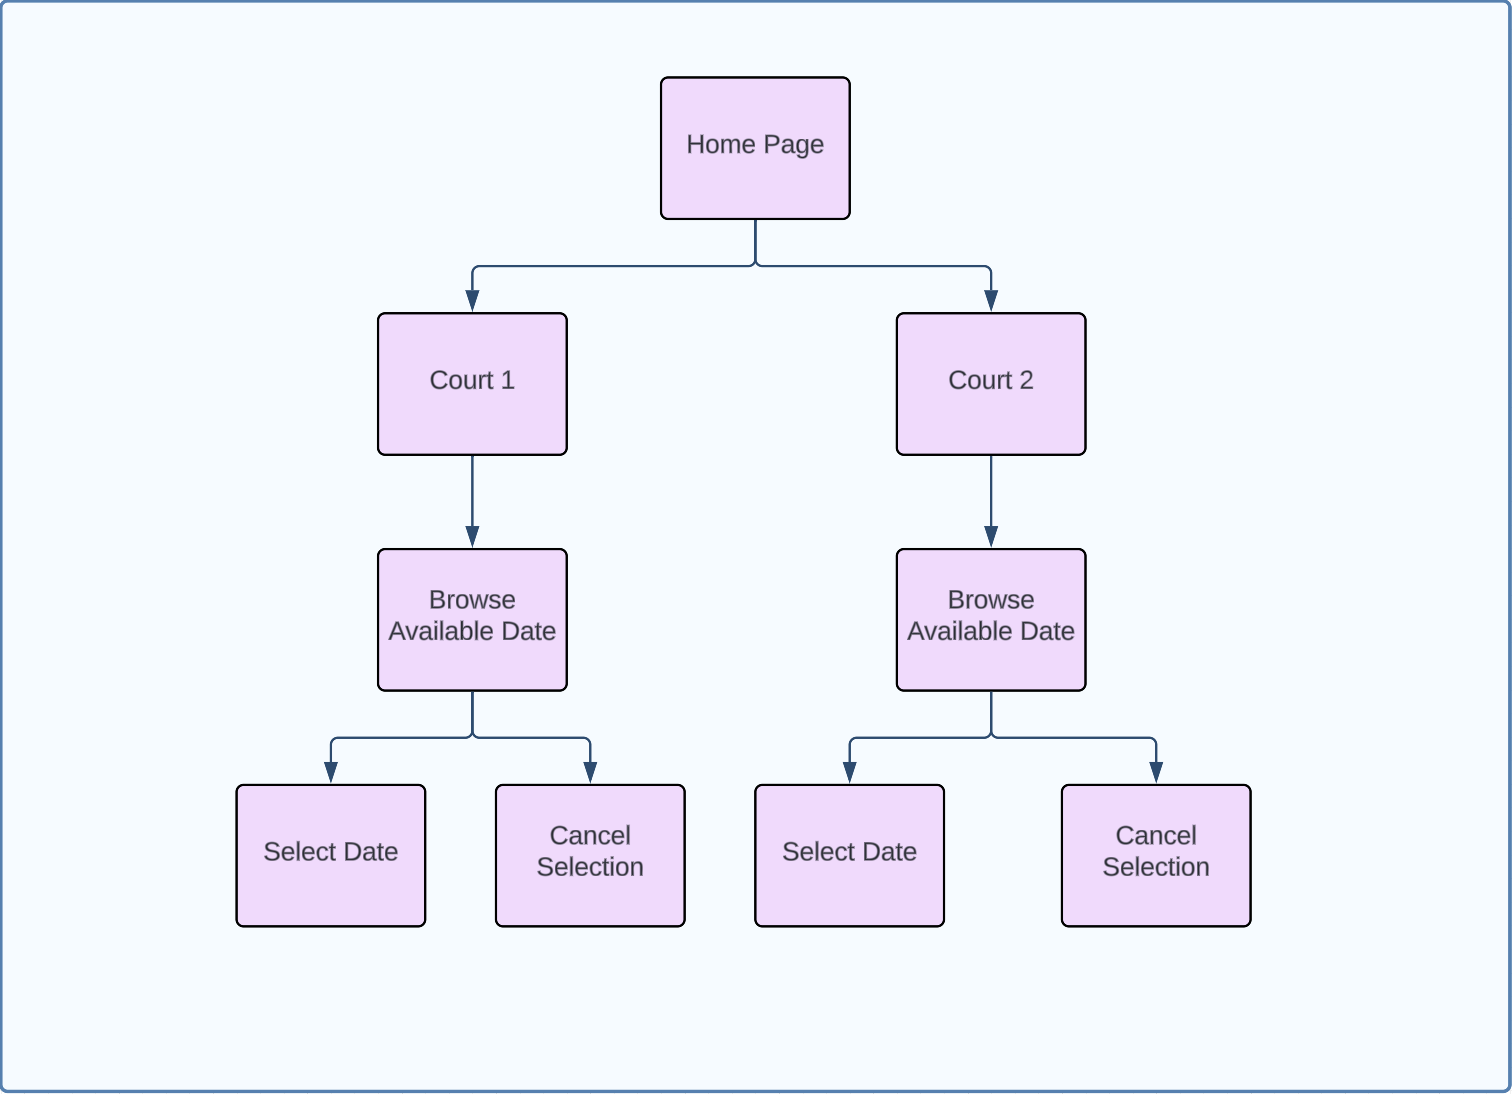 Home Page
Court 1
Court 2
Browse
Available Date
Browse
Available Date
Select Date
Cancel
Selection
Select Date
Cancel
Selection